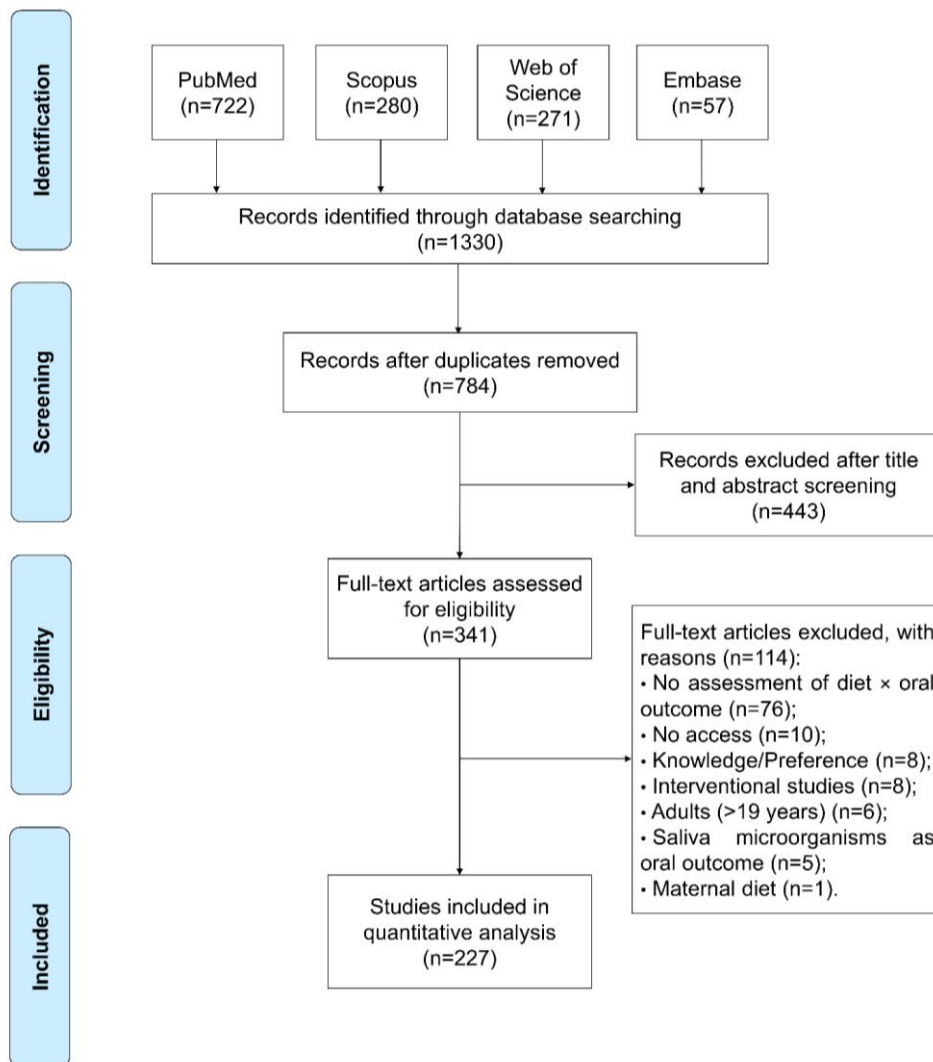 Identification
PubMed
(n=722)
Scopus
(n=280)
Web of
Science
(n=271)
Embase
(n=57)
Records identified through database searching
(n=1330)
Screening
Records after duplicates removed
(n=784)
Records excluded after title
and abstract screening
(n=443)
Eligibility
Full-text articles assessed
for eligibility
(n=341)
Full-text articles excluded, with
reasons (n=114):
• No assessment of diet × oral
outcome (n=76);
• No access (n=10);
• Knowledge/Preference (n=8);
• Interventional studies (n=8);
• Adults (>19 years) (n=6);
• Saliva microorganisms as
oral outcome (n=5);
• Maternal diet (n=1).
Included
Studies included in
quantitative analysis
(n=227)